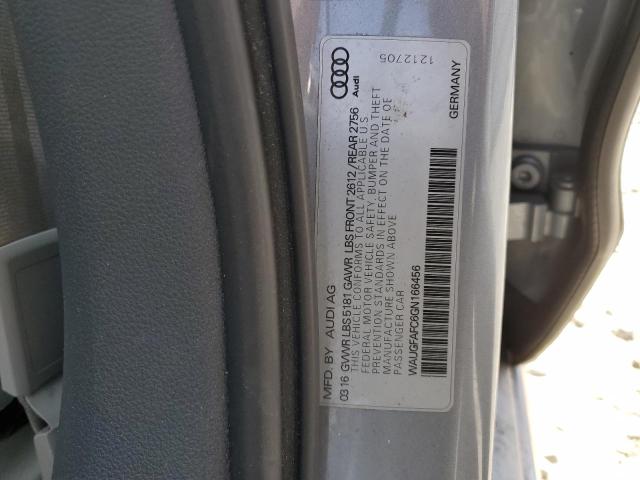 MFD. BY AUDI AG
Audi
0316 GVWR LBS 5181 GAWR LBS FRONT 2612 / REAR 2756
THIS VEHICLE CONFORMS TO ALL APPLICABLE U.S.
FEDERAL MOTOR VEHICLE SAFETY, BUMPER AND THEFT
PREVENTION STANDARDS IN EFFECT ON THE DATE OF
MANUFACTURE SHOWN ABOVE
PASSENGER CAR
1212705
WAUGFAFC6GN166456
GERMANY